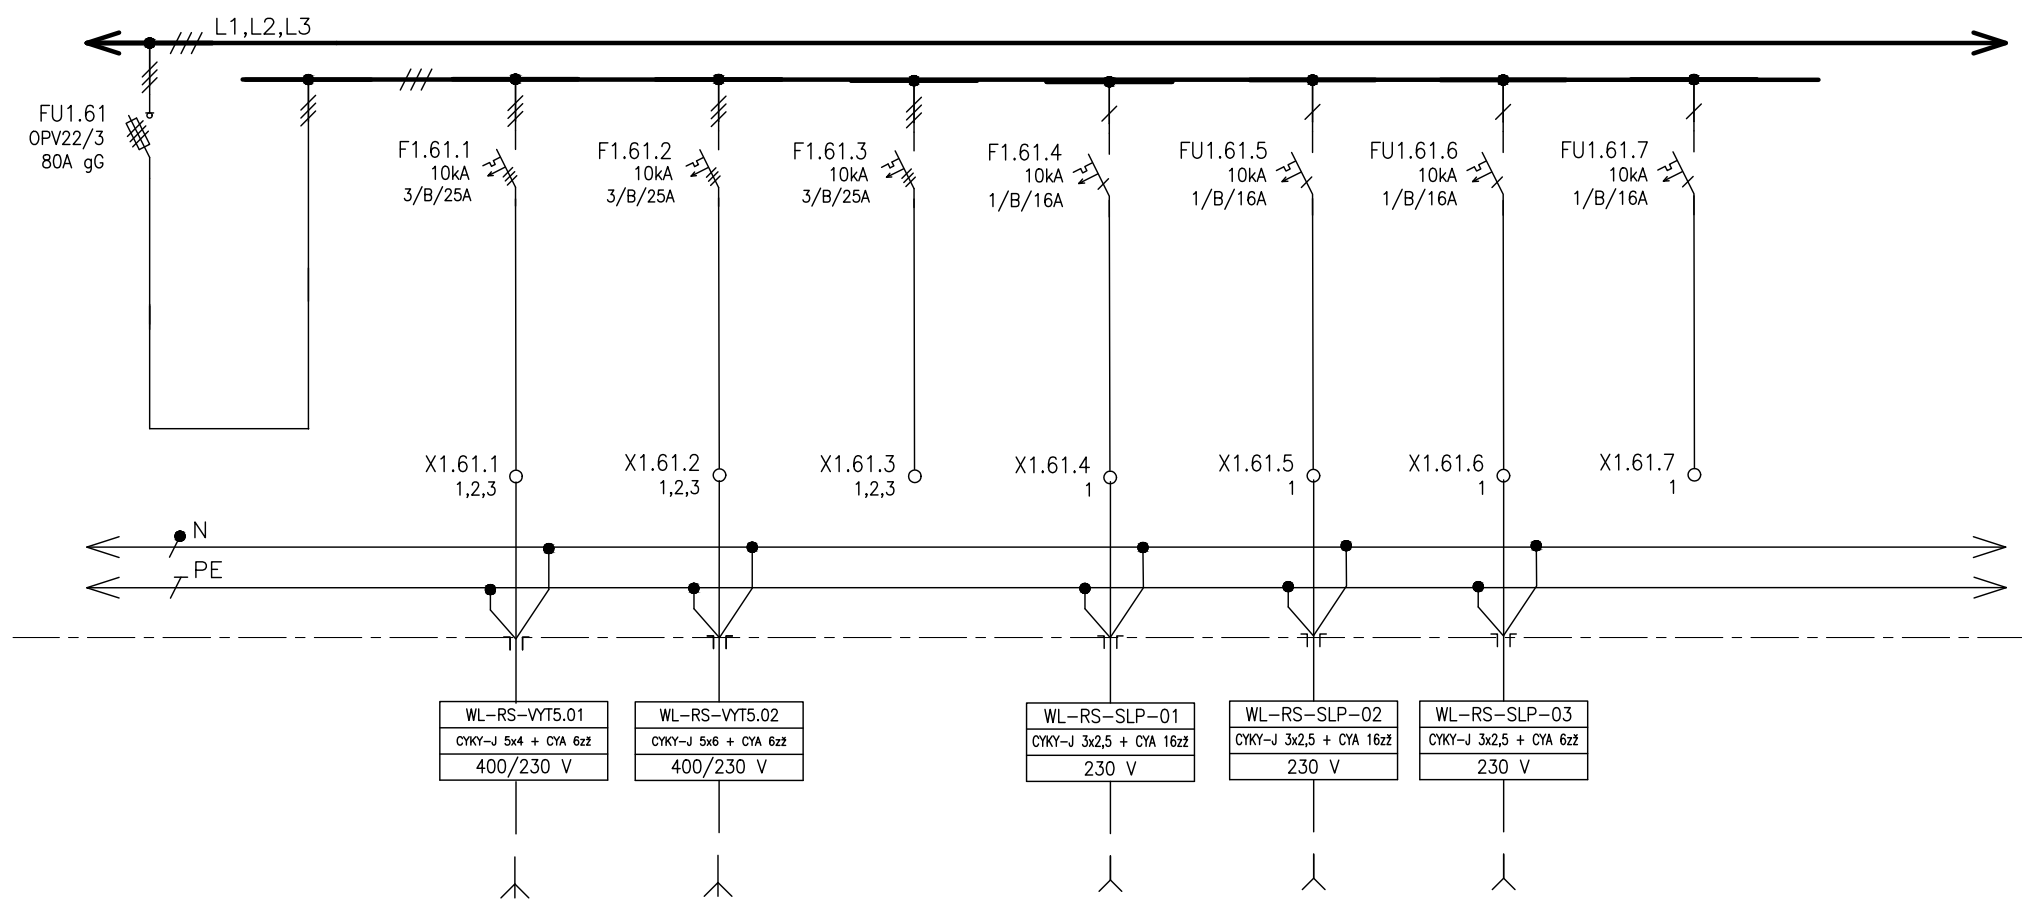 L1,L2,L3
FU1.61
OPV22/3
80A gG
F1.61.1
10kA
3/B/25A
F1.61.2
10kA
3/B/25A
F1.61.3
10kA
3/B/25A
F1.61.4
10kA
1/B/16A
FU1.61.5
10kA
1/B/16A
FU1.61.6
10kA
1/B/16A
FU1.61.7
10kA
1/B/16A
X1.61.1
1,2,3
X1.61.2
1,2,3
X1.61.3
1,2,3
X1.61.4
1
X1.61.5
1
X1.61.6
1
X1.61.7
1
N
PE
WL-RS-VYT5.01
CYKY-J 5x4 + CYA 6zž
400/230 V
WL-RS-VYT5.02
CYKY-J 5x6 + CYA 6zž
400/230 V
WL-RS-SLP-01
CYKY-J 3x2,5 + CYA 16zž
230 V
WL-RS-SLP-02
CYKY-J 3x2,5 + CYA 16zž
230 V
WL-RS-SLP-03
CYKY-J 3x2,5 + CYA 6zž
230 V